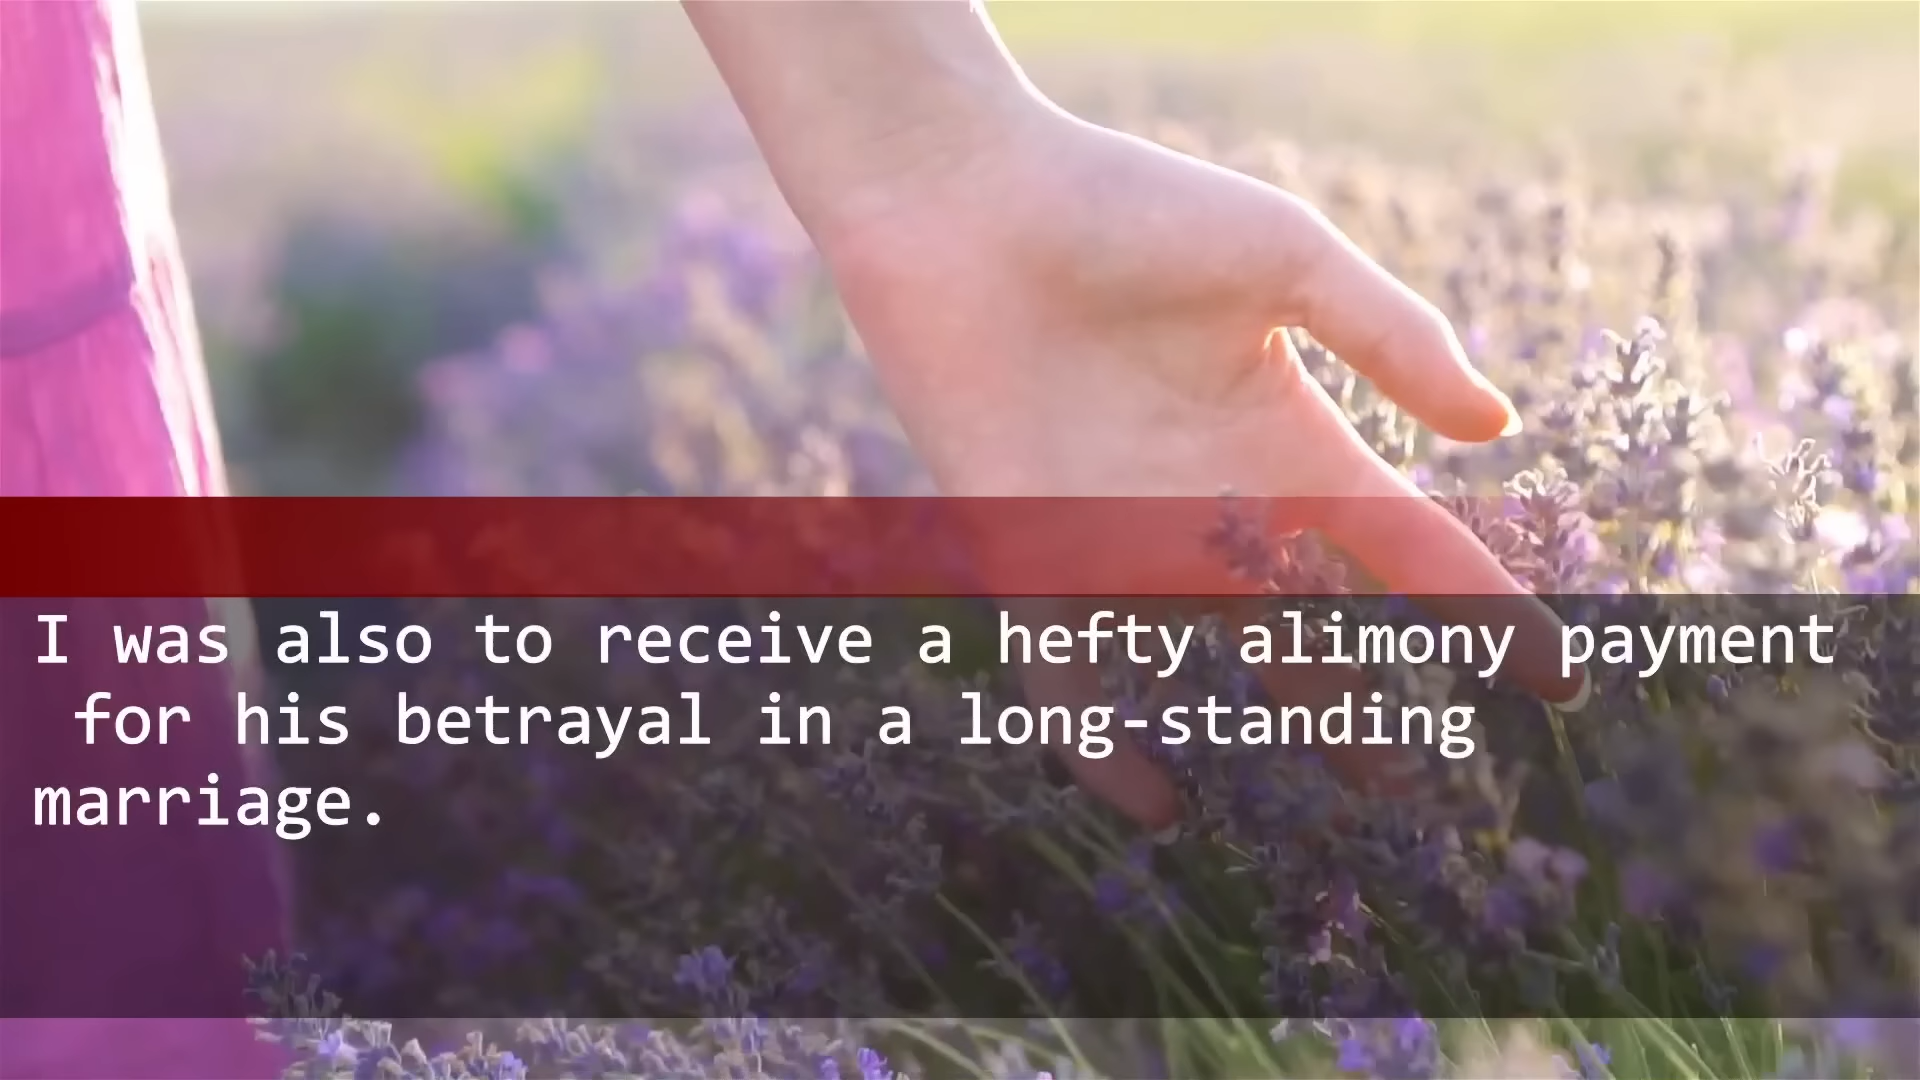 I was also to receive a hefty alimony payment
for his betrayal in a long-standing
marriage.